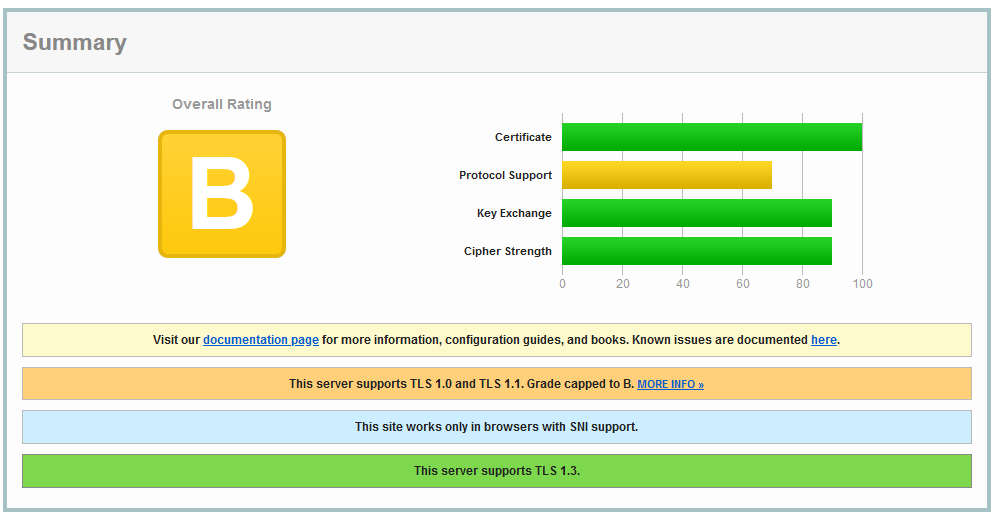 Summary
Overall Rating
B
Certificate
Protocol Support
Key Exchange
Cipher Strength
0 20 40 60 80 100
Visit our documentation page for more information, configuration guides, and books. Known issues are documented here.
This server supports TLS 1.0 and TLS 1.1. Grade capped to B. MORE INFO »
This site works only in browsers with SNI support.
This server supports TLS 1.3.